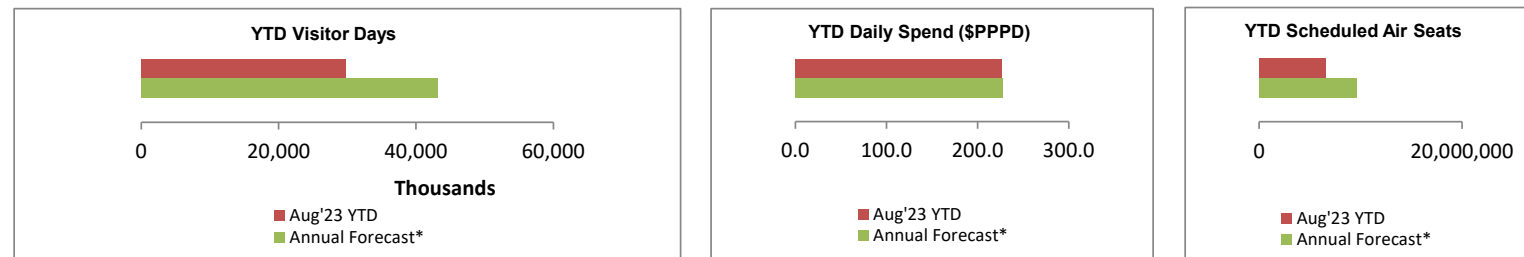 YTD Visitor Days
0 20,000 40,000 60,000
Thousands
Aug'23 YTD
Annual Forecast*
YTD Daily Spend ($PPPD)
0.0 100.0 200.0 300.0
Aug'23 YTD
Annual Forecast*
YTD Scheduled Air Seats
0 20,000,000
Aug'23 YTD
Annual Forecast*